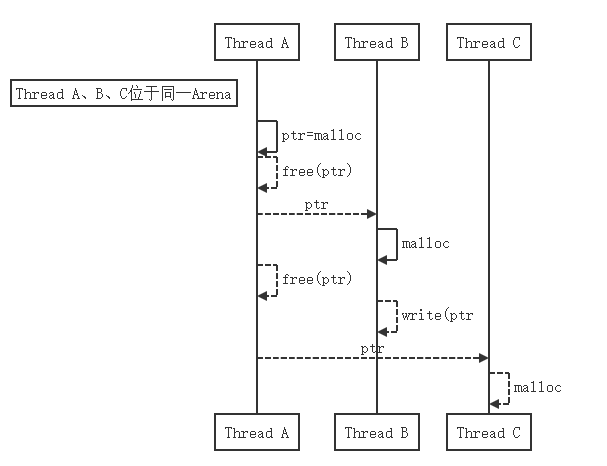 Thread A
Thread B
Thread C
Thread A、B、C位于同一Arena
ptr=malloc
free(ptr)
ptr
malloc
free(ptr)
write(ptr
ptr
malloc
Thread A
Thread B
Thread C